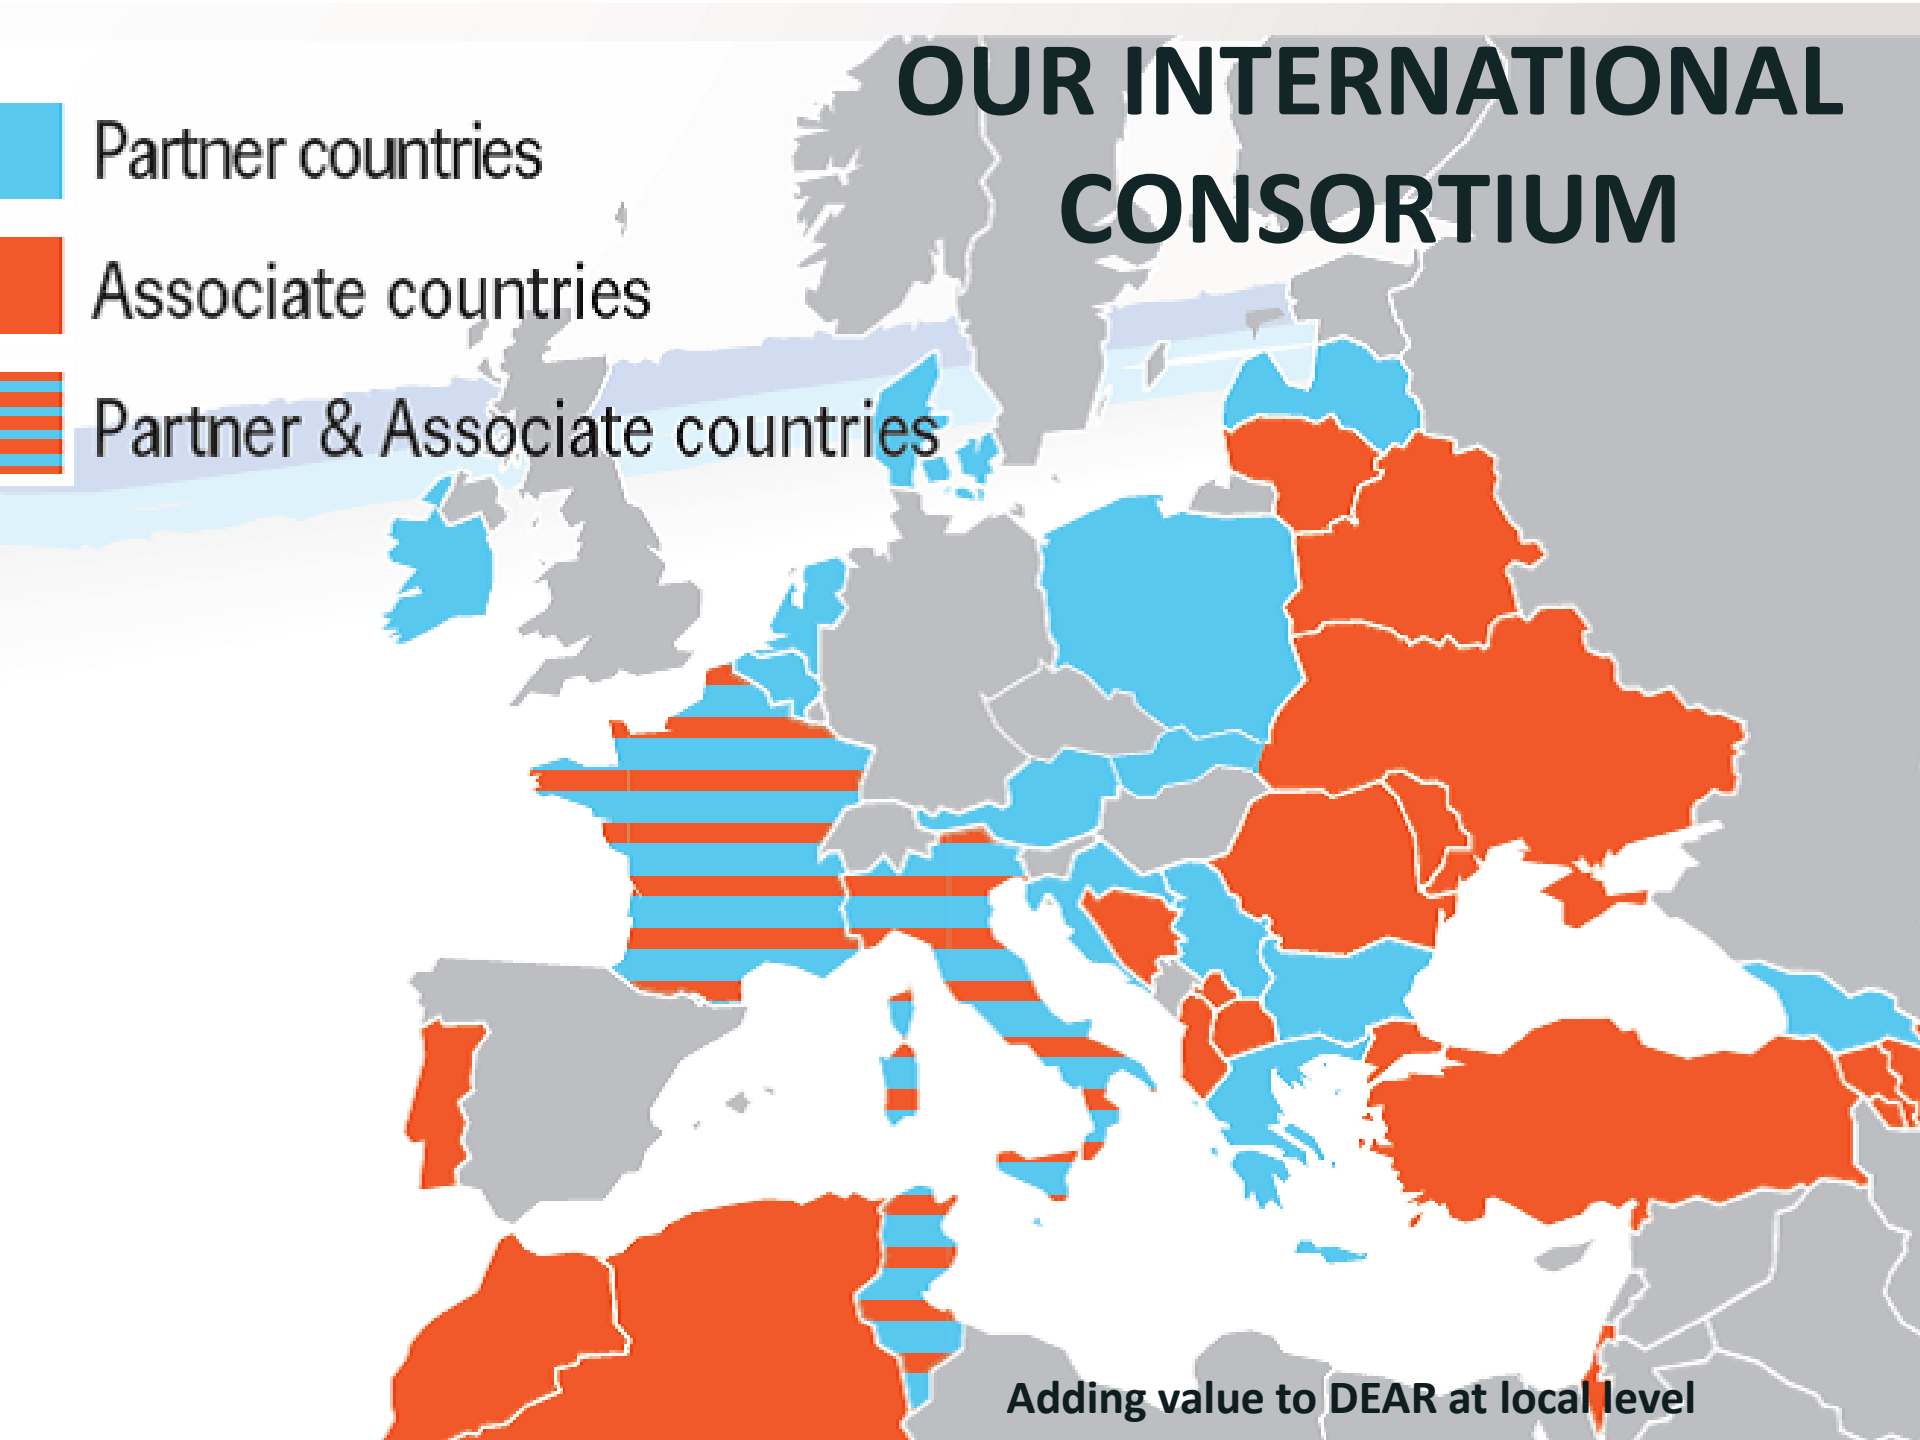 OUR INTERNATIONAL
CONSORTIUM
Partner countries
Associate countries
Partner & Associate countries
Adding value to DEAR at local level